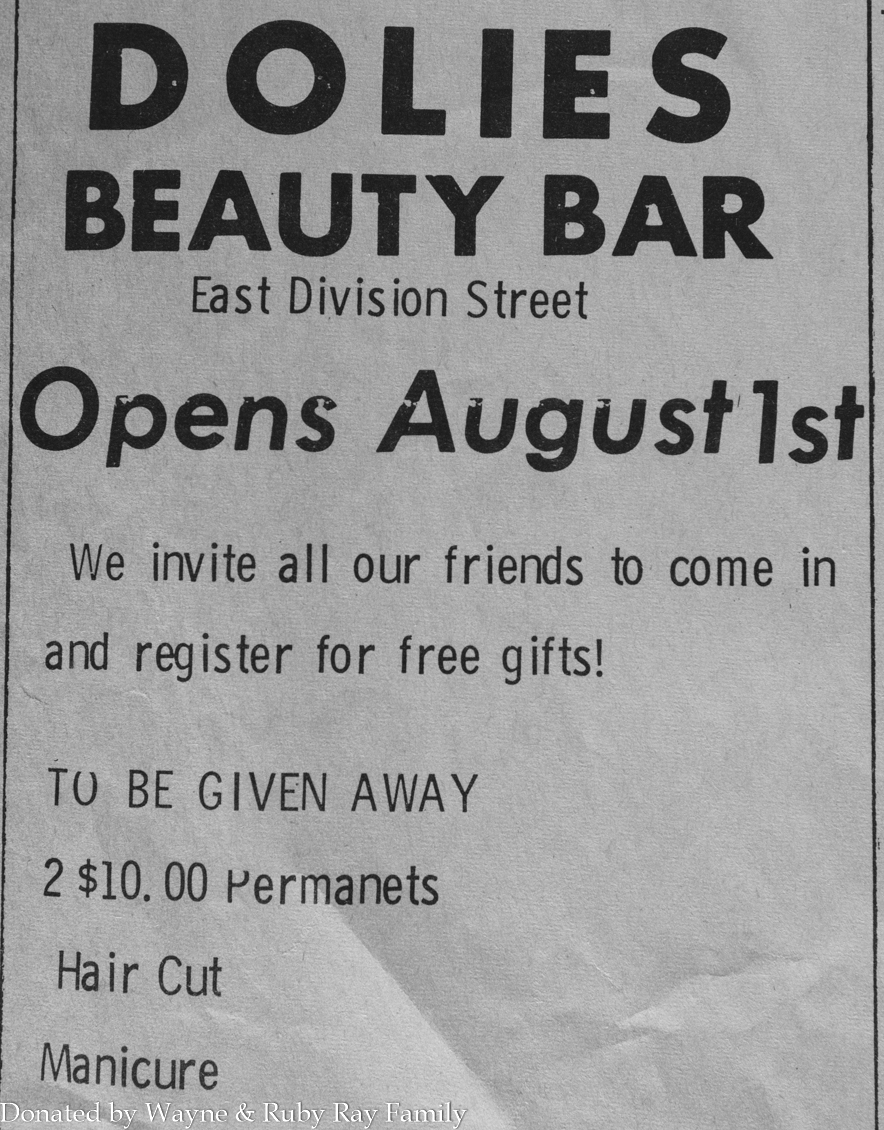 DOLIES
BEAUTY BAR
East Division Street
Opens August 1st
We invite all our friends to come in
and register for free gifts!
TO BE GIVEN AWAY
2 $10.00 Permanets
Hair Cut
Manicure
Donated by Wayne & Ruby Ray Family